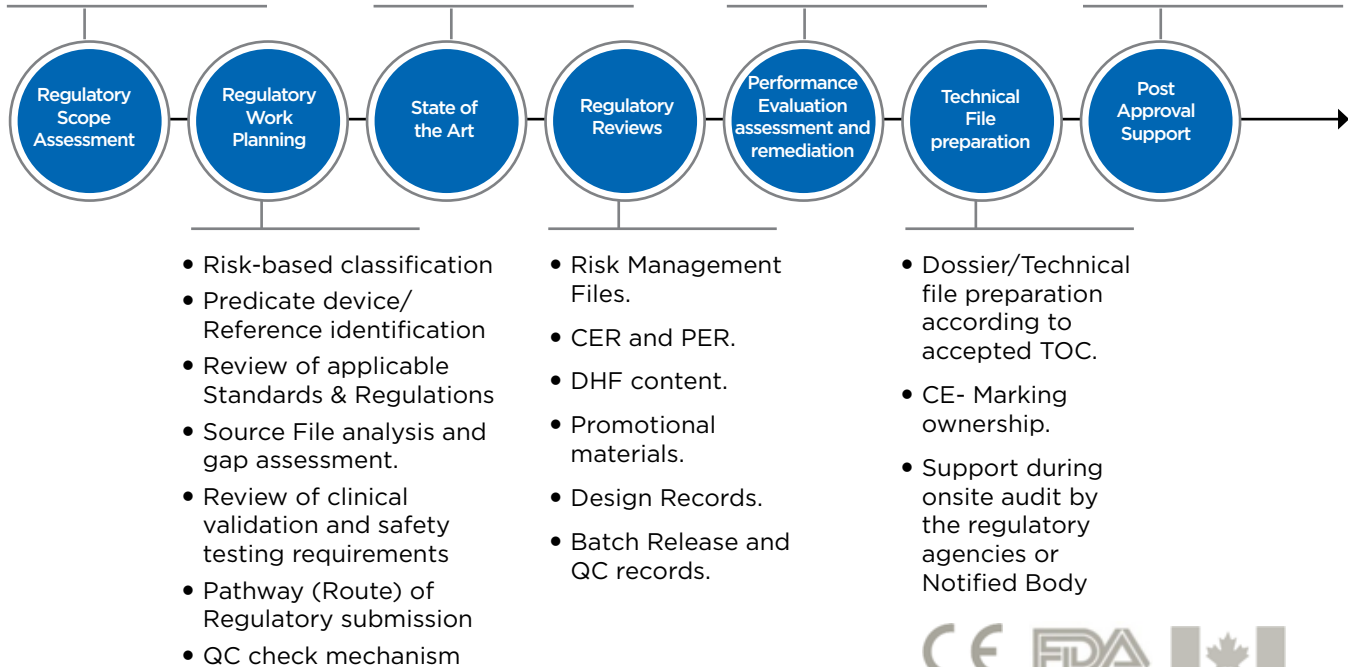 Regulatory
Scope
Assessment
Regulatory
Work
Planning
State of
the Art
Regulatory
Reviews
Performance
Evaluation
assessment and
remediation
Technical
File
preparation
Post
Approval
Support
• Risk-based classification
• Predicate device/
Reference identification
• Review of applicable
Standards & Regulations
• Source File analysis and
gap assessment.
• Review of clinical
validation and safety
testing requirements
• Pathway (Route) of
Regulatory submission
• QC check mechanism
• Risk Management
Files.
• CER and PER.
• DHF content.
• Promotional
materials.
• Design Records.
• Batch Release and
QC records.
• Dossier/Technical
file preparation
according to
accepted TOC.
• CE- Marking
ownership.
• Support during
onsite audit by
the regulatory
agencies or
Notified Body
CE FDA